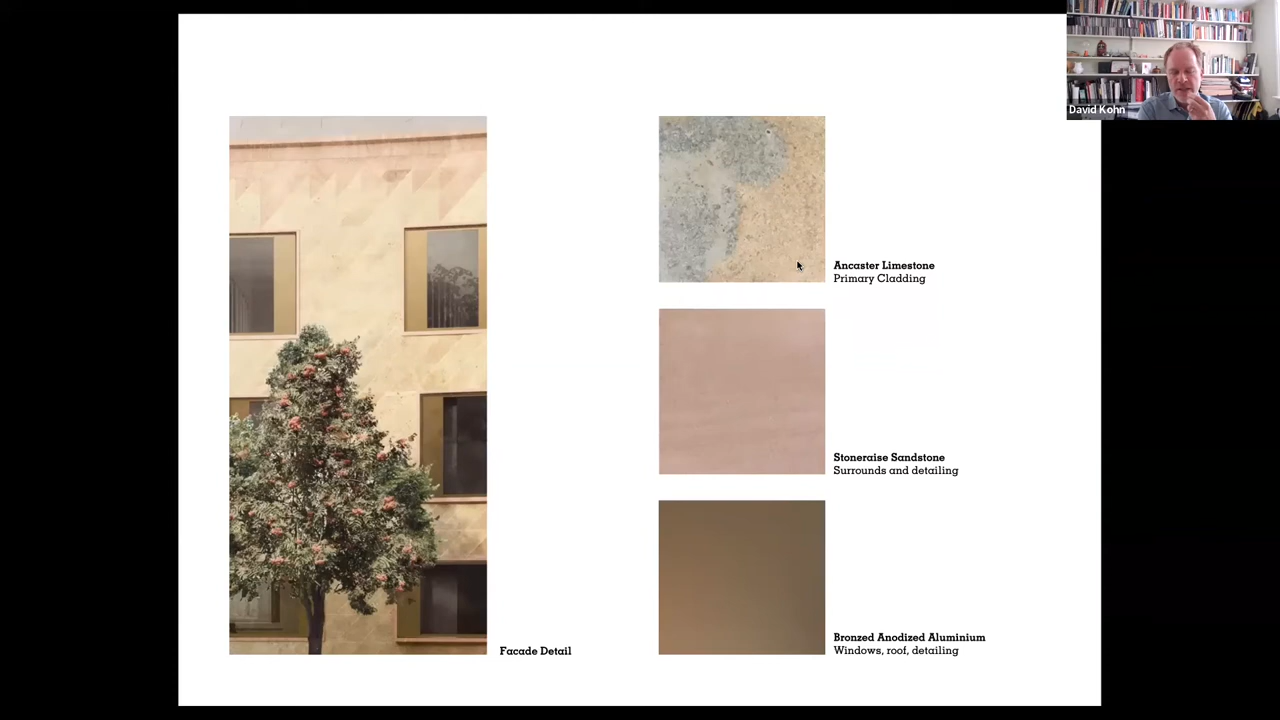 David Kohn
Ancaster Limestone
Primary Cladding
Stoneraise Sandstone
Surrounds and detailing
Bronzed Anodized Aluminium
Windows, roof, detailing
Facade Detail